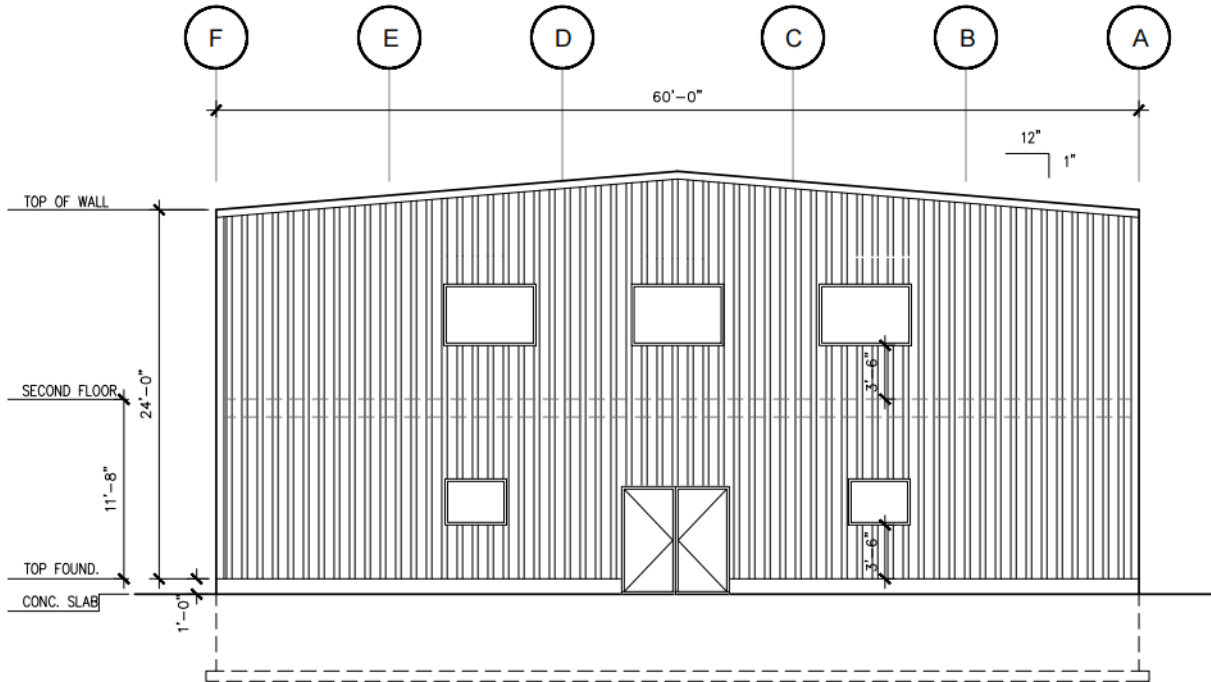 F
E
D
C
B
A
60'-0"
12"
1"
TOP OF WALL
24'-0"
SECOND FLOOR
3'-6"
11'-8"
3'-6"
TOP FOUND.
CONC. SLAB
1'-0"